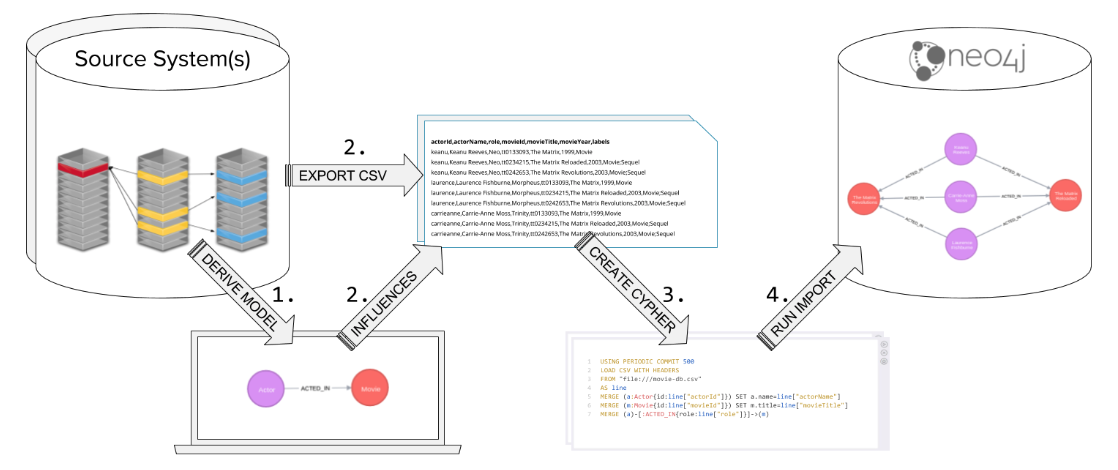 Source System(s)
neo4j
2.
EXPORT CSV
actorId,actorName,role,movieId,movieTitle,movieYear,labels
keanu,Keanu Reeves,Neo,tt0133093,The Matrix,1999,Movie
keanu,Keanu Reeves,Neo,tt0234215,The Matrix Reloaded,2003,Movie;Sequel
keanu,Keanu Reeves,Neo,tt0242653,The Matrix Revolutions,2003,Movie;Sequel
laurence,Laurence Fishburne,Morpheus,tt0133093,The Matrix,1999,Movie
laurence,Laurence Fishburne,Morpheus,tt0234215,The Matrix Reloaded,2003,Movie;Sequel
laurence,Laurence Fishburne,Morpheus,tt0242653,The Matrix Revolutions,2003,Movie;Sequel
carrieanne,Carrie-Anne Moss,Trinity,tt0133093,The Matrix,1999,Movie
carrieanne,Carrie-Anne Moss,Trinity,tt0234215,The Matrix Reloaded,2003,Movie;Sequel
carrieanne,Carrie-Anne Moss,Trinity,tt0242653,The Matrix Revolutions,2003,Movie;Sequel
ACTED_IN
ACTED_IN
The Matrix
Revolutions
ACTED_IN
ACTED_IN
The Matrix
Reloaded
ACTED_IN
ACTED_IN
Laurence
1.
DERIVE MODEL
2.
INFLUENCES
3.
CREATE CYPHER
4.
RUN IMPORT
Actor
ACTED_IN
Movie
1 USING PERIODIC COMMIT 500
2 LOAD CSV WITH HEADERS
3 FROM "file:///movie-db.csv"
4 AS line
5 MERGE (a:Actor{id:line["actorId"]}) SET a.name=line["actorName"]
6 MERGE (m:Movie{id:line["movieId"]}) SET m.title=line["movieTitle"]
7 MERGE (a)-[:ACTED_IN{role:line["role"]}]->(m)